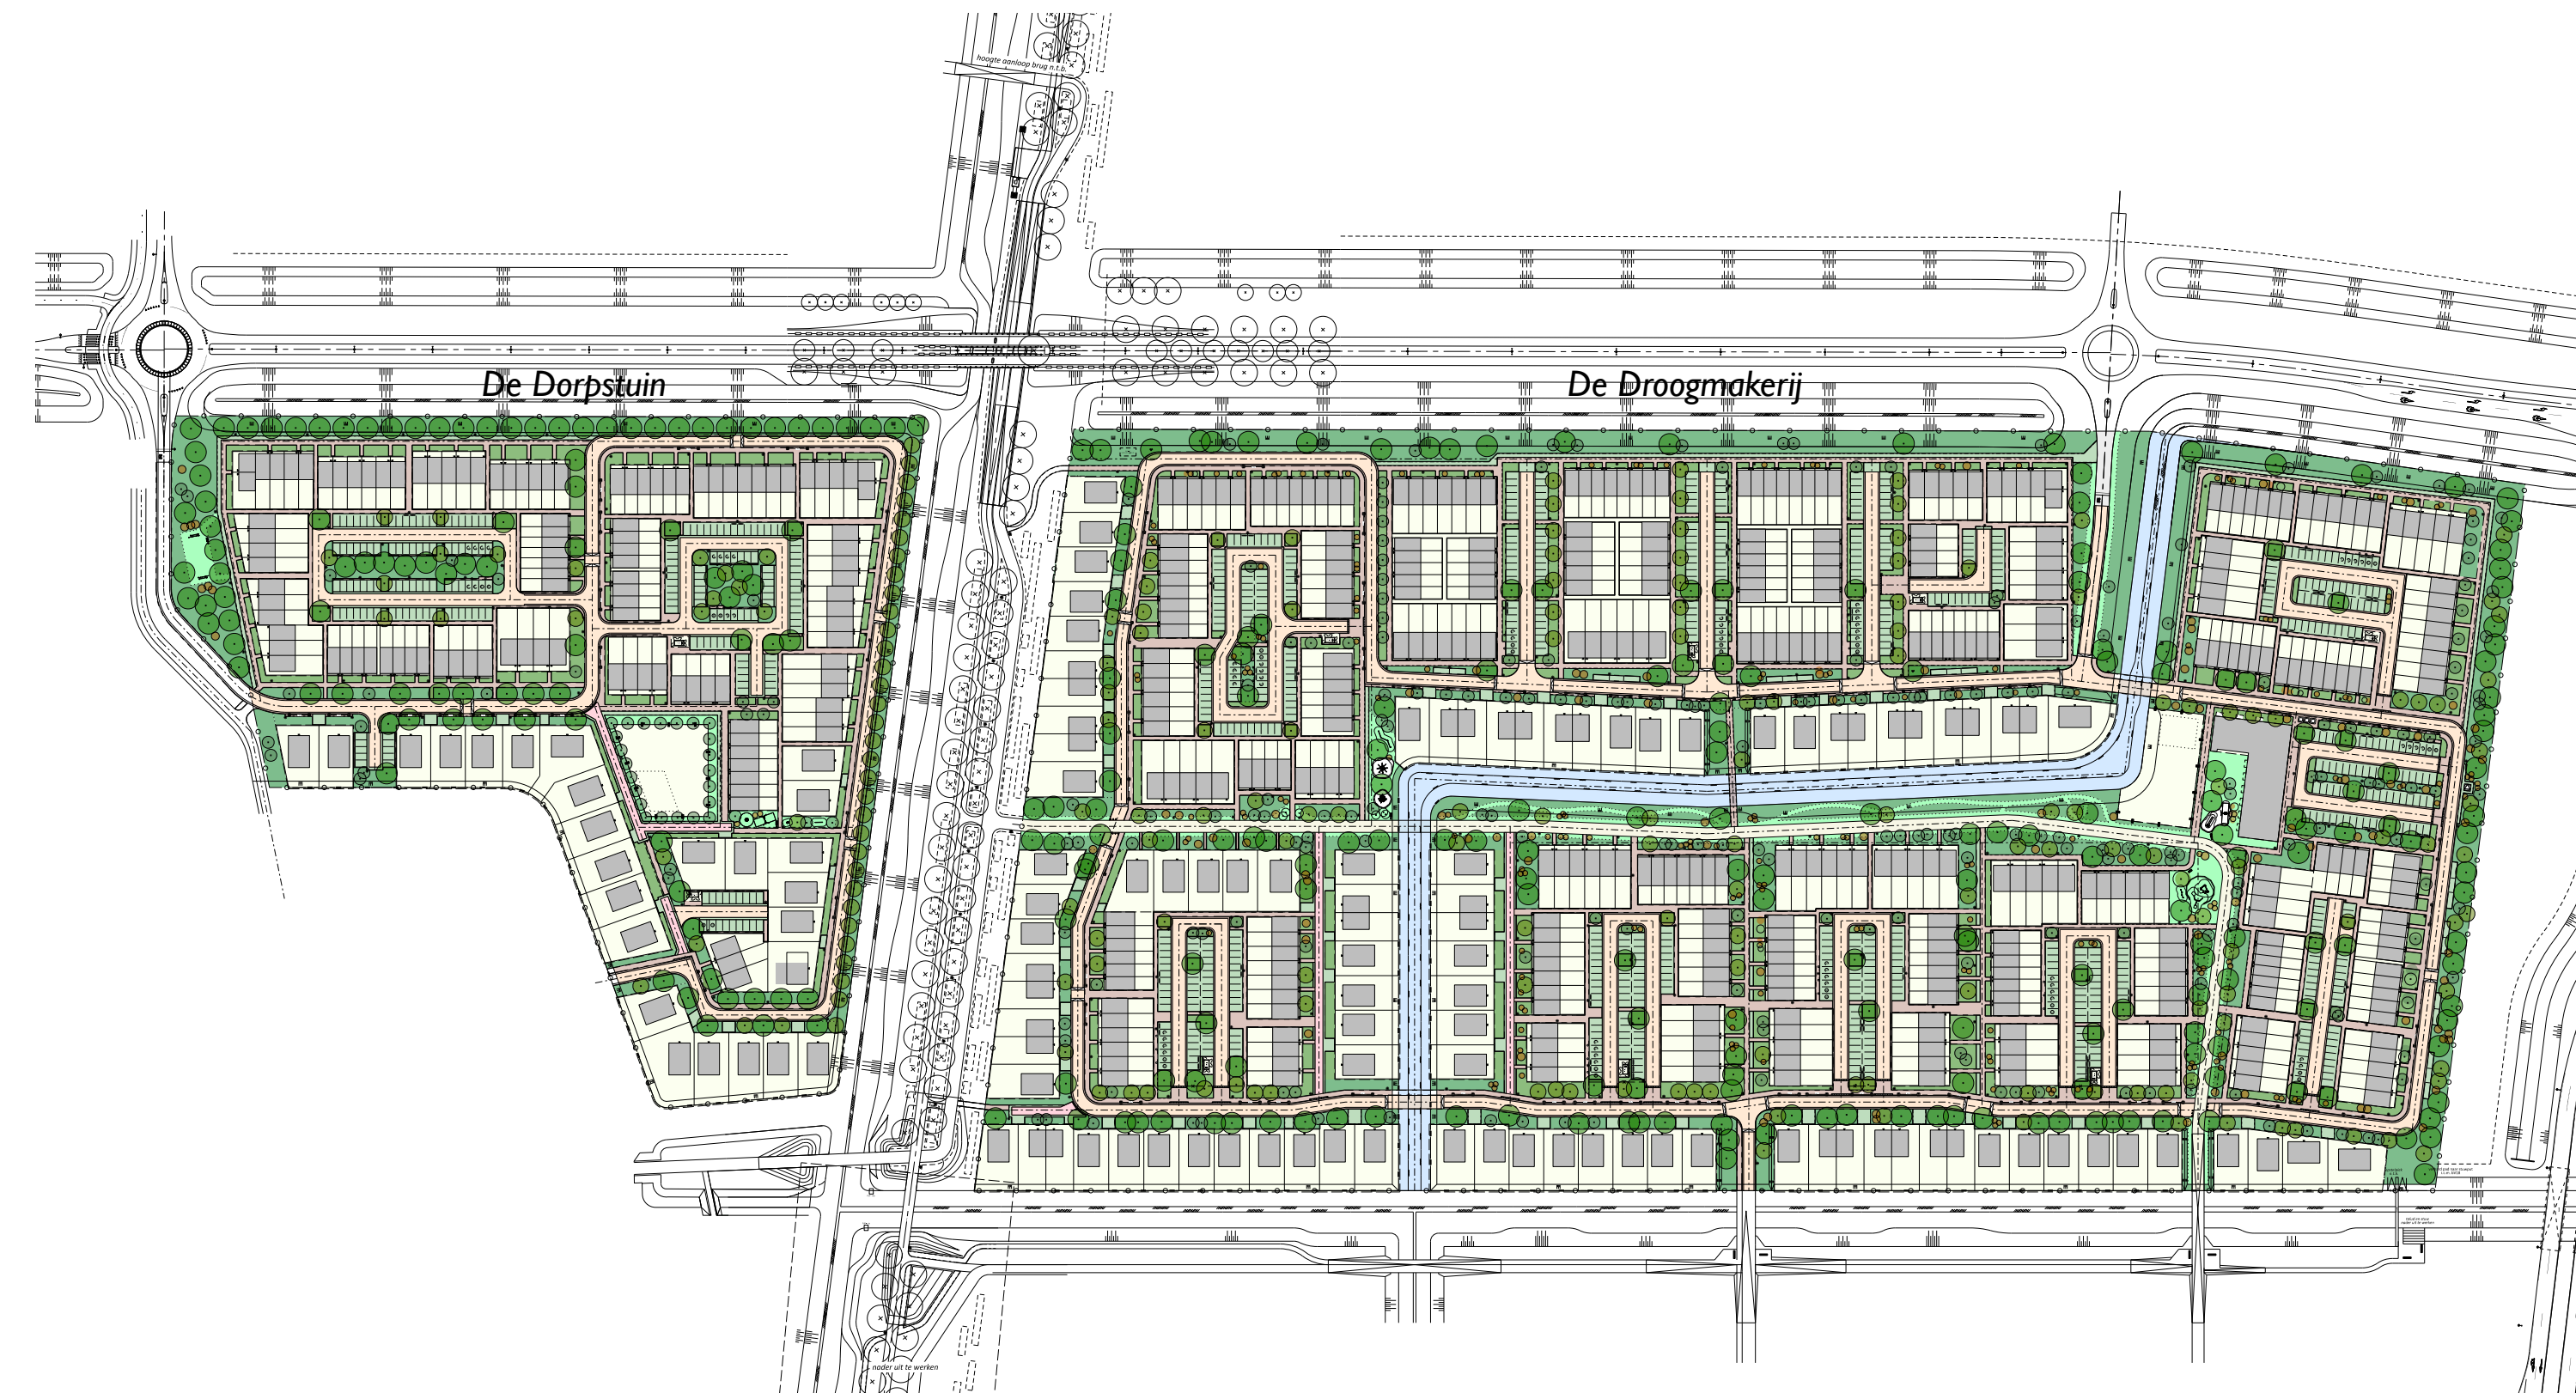 hoogte aanloop brug n.t.b.
De Dorpstuin
De Droogmakerij
nader uit te werken